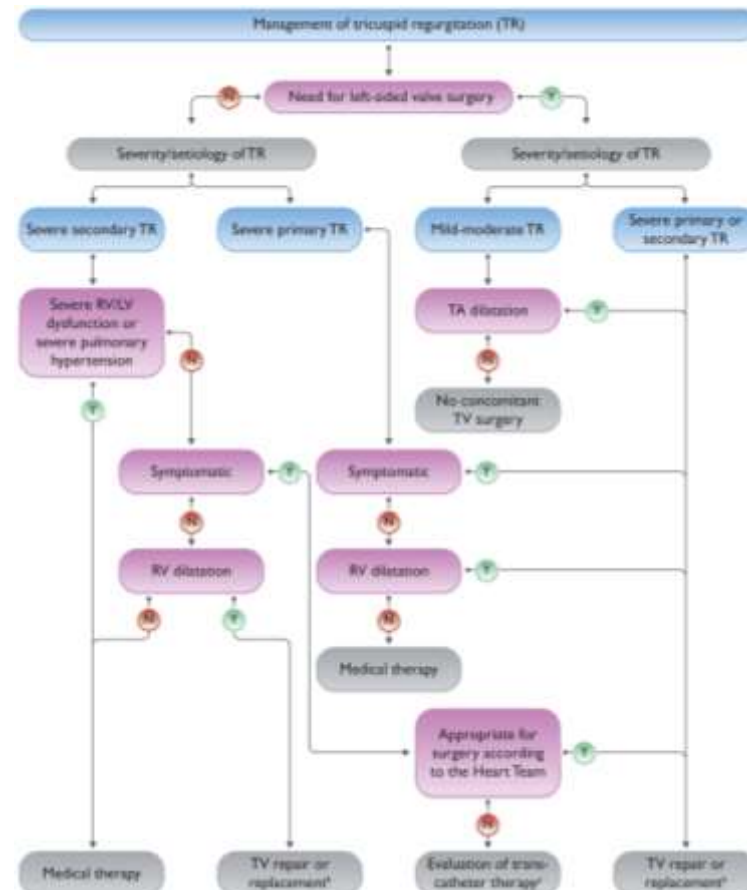 Management of tricuspid regurgitation (TR)
Need for left-sided valve surgery
N
Y
Severity/aetiology of TR
Severity/aetiology of TR
Severe secondary TR
Severe primary TR
Mild-moderate TR
Severe primary or
secondary TR
Severe RV/LV
dysfunction or
severe pulmonary
hypertension
TA dilatation
Y
N
N
Y
No concomitant
TV surgery
Symptomatic
Y
Symptomatic
Y
N
N
RV dilatation
RV dilatation
Y
N
Y
N
Medical therapy
Appropriate for
surgery according
to the Heart Team
Y
N
Medical therapy
TV repair or
replacement
Evaluation of trans-
catheter therapy
TV repair or
replacement